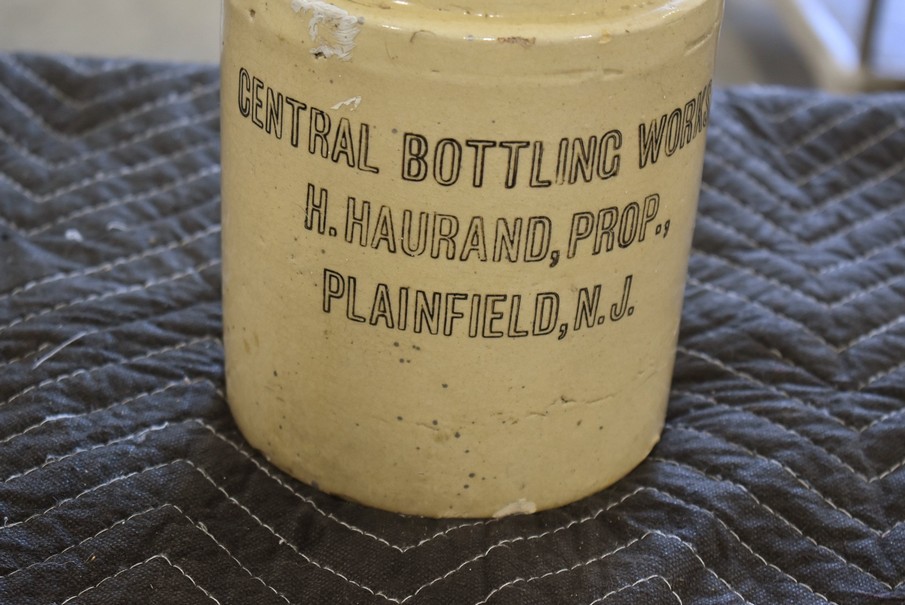 CENTRAL BOTTLING WORKS
H. HAURAND, PROP.,
PLAINFIELD, N. J.